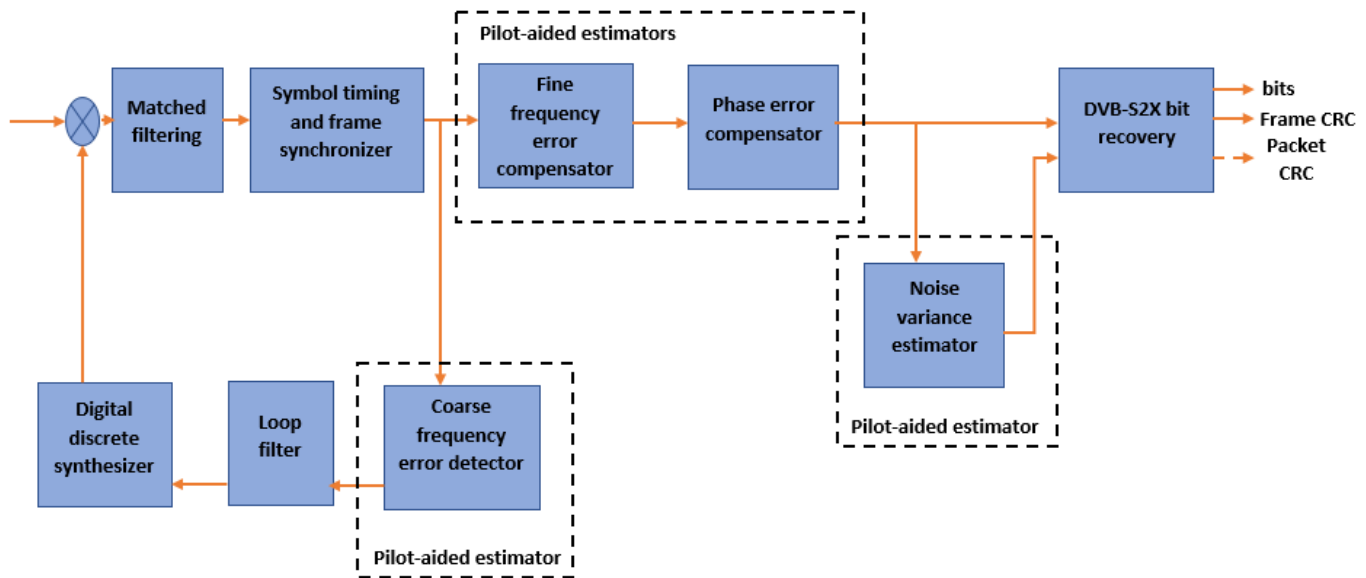 Pilot-aided estimators
Matched
filtering
Symbol timing
and frame
synchronizer
Fine
frequency
error
compensator
Phase error
compensator
DVB-S2X bit
recovery
bits
Frame CRC
Packet
CRC
Noise
variance
estimator
Pilot-aided estimator
Digital
discrete
synthesizer
Loop
filter
Coarse
frequency
error detector
Pilot-aided estimator